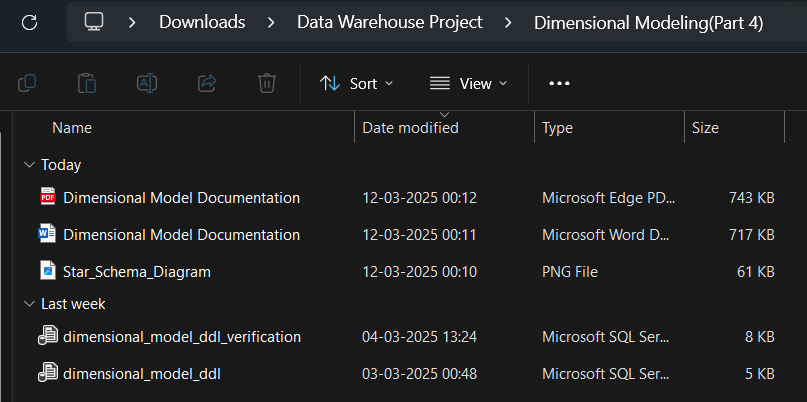 Downloads > Data Warehouse Project > Dimensional Modeling(Part 4)
Sort View
Name Date modified Type Size
Today
PDF Dimensional Model Documentation 12-03-2025 00:12 Microsoft Edge PD... 743 KB
W Dimensional Model Documentation 12-03-2025 00:11 Microsoft Word D... 717 KB
Star_Schema_Diagram 12-03-2025 00:10 PNG File 61 KB
Last week
dimensional_model_ddl_verification 04-03-2025 13:24 Microsoft SQL Ser... 8 KB
dimensional_model_ddl 03-03-2025 00:48 Microsoft SQL Ser... 5 KB